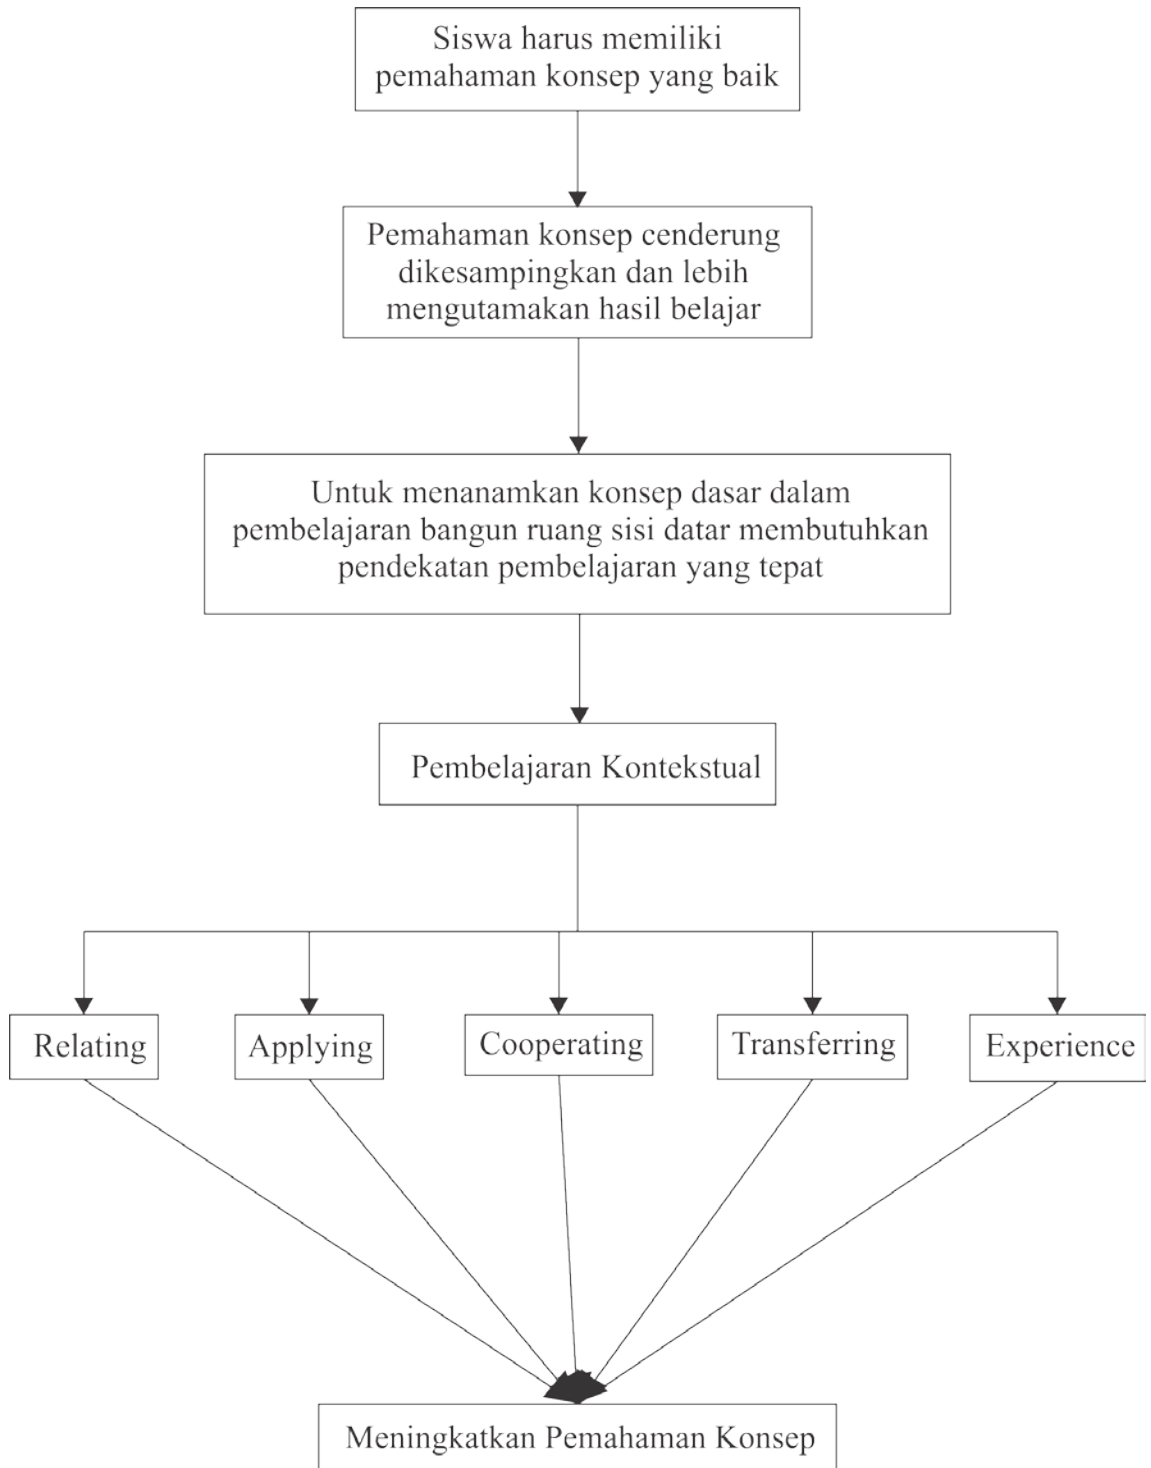 Siswa harus memiliki
pemahaman konsep yang baik
Pemahaman konsep cenderung
dikesampingkan dan lebih
mengutamakan hasil belajar
Untuk menanamkan konsep dasar dalam
pembelajaran bangun ruang sisi datar membutuhkan
pendekatan pembelajaran yang tepat
Pembelajaran Kontekstual
Relating
Applying
Cooperating
Transferring
Experience
Meningkatkan Pemahaman Konsep